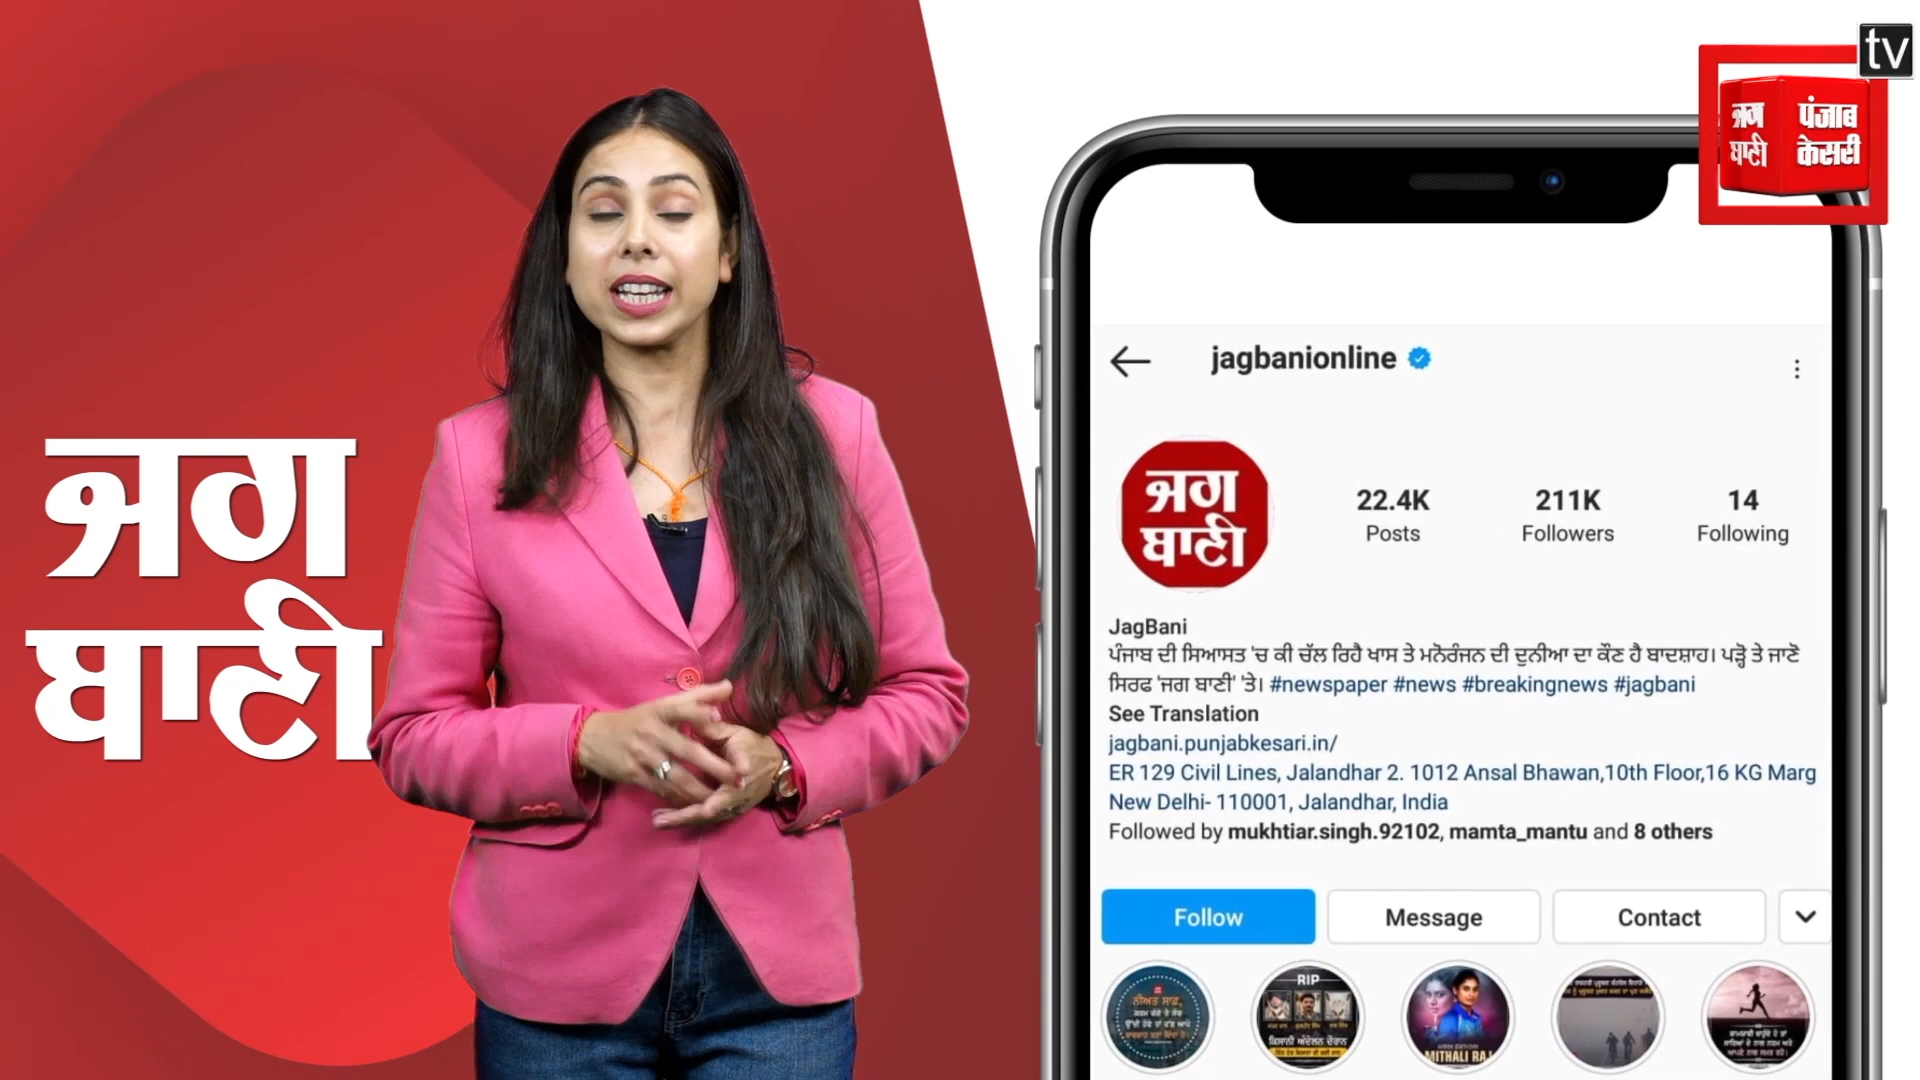 tv
ਜਗ
ਬਾਣੀ
पंजाब
केसरी
ਜਗ
ਬਾਣੀ
jagbanionline
ਜਗ
ਬਾਣੀ
22.4K
Posts
211K
Followers
14
Following
JagBani
ਪੰਜਾਬ ਦੀ ਸਿਆਸਤ 'ਚ ਕੀ ਚੱਲ ਰਿਹੈ ਖਾਸ ਤੇ ਮਨੋਰੰਜਨ ਦੀ ਦੁਨੀਆ ਦਾ ਕੌਣ ਹੈ ਬਾਦਸ਼ਾਹ। ਪੜ੍ਹੋ ਤੇ ਜਾਣੋ
ਸਿਰਫ 'ਜਗ ਬਾਣੀ' 'ਤੇ। #newspaper #news #breakingnews #jagbani
See Translation
jagbani.punjabkesari.in/
ER 129 Civil Lines, Jalandhar 2. 1012 Ansal Bhawan,10th Floor,16 KG Marg
New Delhi- 110001, Jalandhar, India
Followed by mukhtiar.singh.92102, mamta_mantu and 8 others
Follow
Message
Contact
ਨੀਅਤ ਸਾਫ਼,
RIP
ਕਿਸਾਨੀ ਅੰਦੋਲਨ ਦੌਰਾਨ
MITHALI RAJ